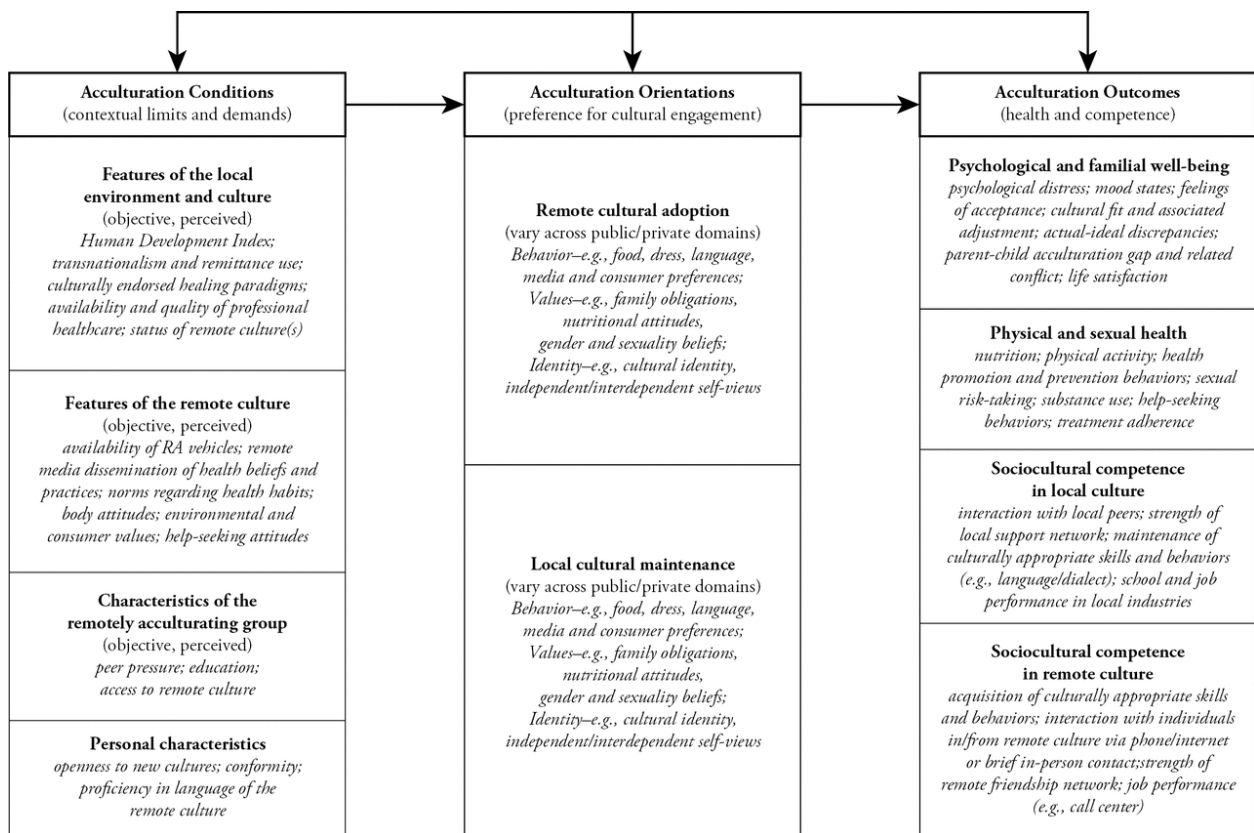 Acculturation Conditions
(contextual limits and demands)
Features of the local
environment and culture
(objective, perceived)
Human Development Index;
transnationalism and remittance use;
culturally endorsed healing paradigms;
availability and quality of professional
healthcare; status of remote culture(s)
Features of the remote culture
(objective, perceived)
availability of RA vehicles; remote
media dissemination of health beliefs and
practices; norms regarding health habits;
body attitudes; environmental and
consumer values; help-seeking attitudes
Characteristics of the
remotely acculturating group
(objective, perceived)
peer pressure; education;
access to remote culture
Personal characteristics
openness to new cultures; conformity;
proficiency in language of the
remote culture
Acculturation Orientations
(preference for cultural engagement)
Remote cultural adoption
(vary across public/private domains)
Behavior–e.g., food, dress, language,
media and consumer preferences;
Values–e.g., family obligations,
nutritional attitudes,
gender and sexuality beliefs;
Identity–e.g., cultural identity,
independent/interdependent self-views
Local cultural maintenance
(vary across public/private domains)
Behavior–e.g., food, dress, language,
media and consumer preferences;
Values–e.g., family obligations,
nutritional attitudes,
gender and sexuality beliefs;
Identity–e.g., cultural identity,
independent/interdependent self-views
Acculturation Outcomes
(health and competence)
Psychological and familial well-being
psychological distress; mood states; feelings
of acceptance; cultural fit and associated
adjustment; actual-ideal discrepancies;
parent-child acculturation gap and related
conflict; life satisfaction
Physical and sexual health
nutrition; physical activity; health
promotion and prevention behaviors; sexual
risk-taking; substance use; help-seeking
behaviors; treatment adherence
Sociocultural competence
in local culture
interaction with local peers; strength of
local support network; maintenance of
culturally appropriate skills and behaviors
(e.g., language/dialect); school and job
performance in local industries
Sociocultural competence
in remote culture
acquisition of culturally appropriate skills
and behaviors; interaction with individuals
in/from remote culture via phone/internet
or brief in-person contact;strength of
remote friendship network; job performance
(e.g., call center)